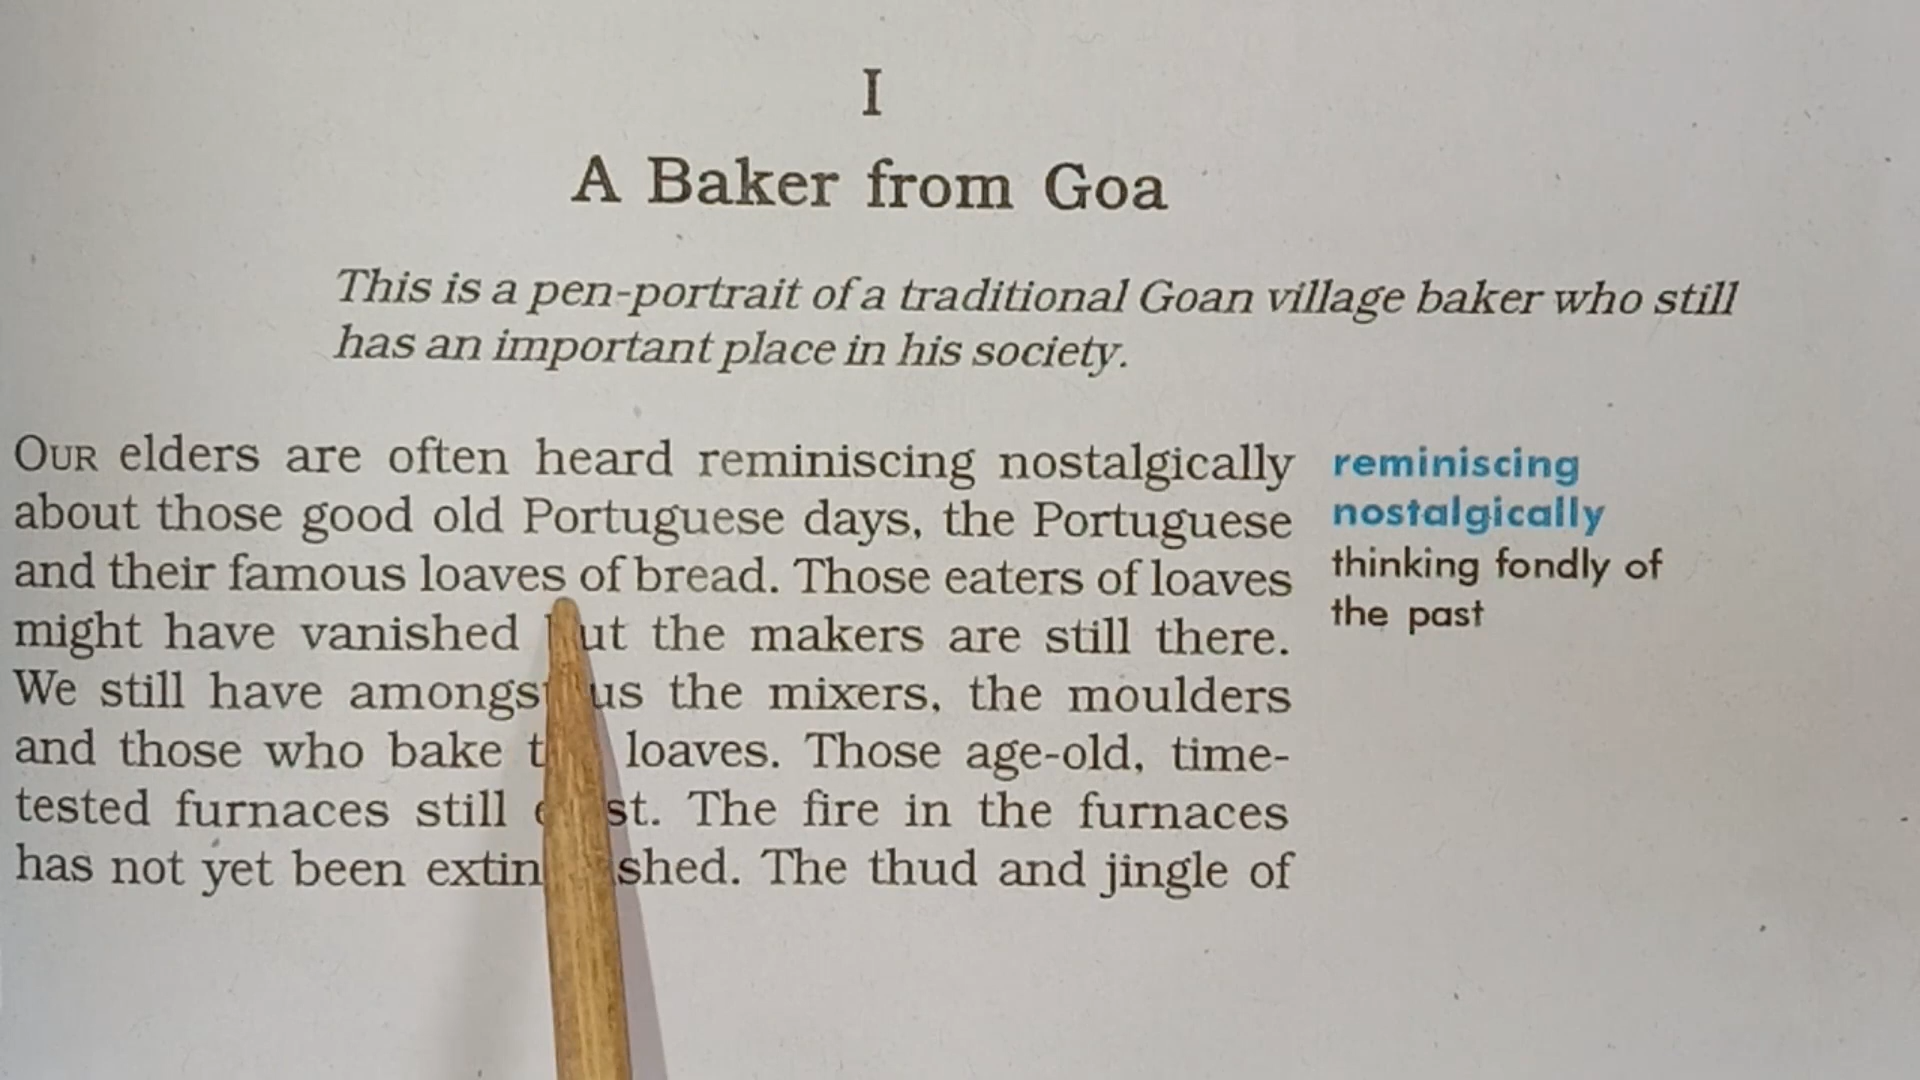 I
A Baker from Goa
This is a pen-portrait of a traditional Goan village baker who still
has an important place in his society.
OUR elders are often heard reminiscing nostalgically
about those good old Portuguese days, the Portuguese
and their famous loaves of bread. Those eaters of loaves
might have vanished but the makers are still there.
We still have amongst us the mixers, the moulders
and those who bake loaves. Those age-old, time-
tested furnaces still exist. The fire in the furnaces
has not yet been extinguished. The thud and jingle of
reminiscing
nostalgically
thinking fondly of
the past